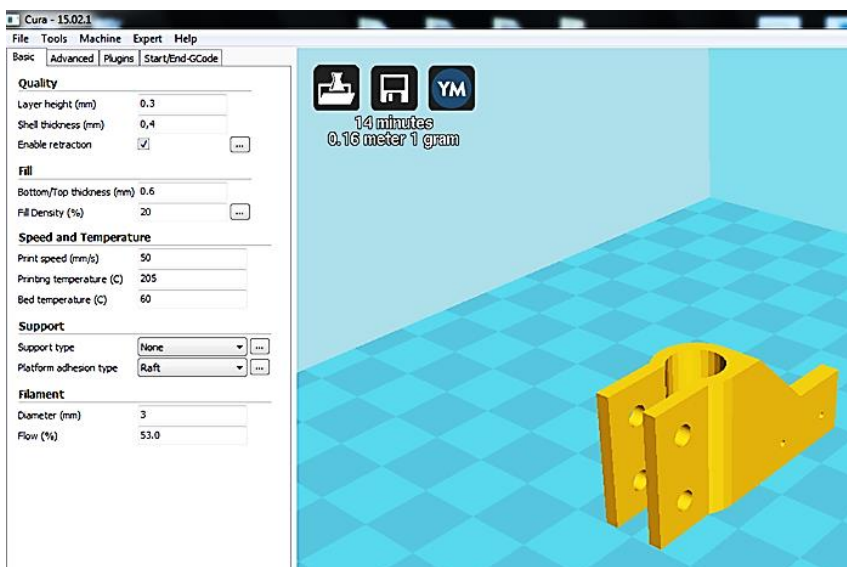 Cura - 15.02.1
File Tools Machine Expert Help
Basic Advanced Plugins Start/End-GCode
Quality
Layer height (mm) 0.3
Shell thickness (mm) 0,4
Enable retraction ...
Fill
Bottom/Top thickness (mm) 0.6
Fill Density (%) 20 ...
Speed and Temperature
Print speed (mm/s) 50
Printing temperature (C) 205
Bed temperature (C) 60
Support
Support type None ...
Platform adhesion type Raft ...
Filament
Diameter (mm) 3
Flow (%) 53.0
YM
14 minutes
0.16 meter 1 gram